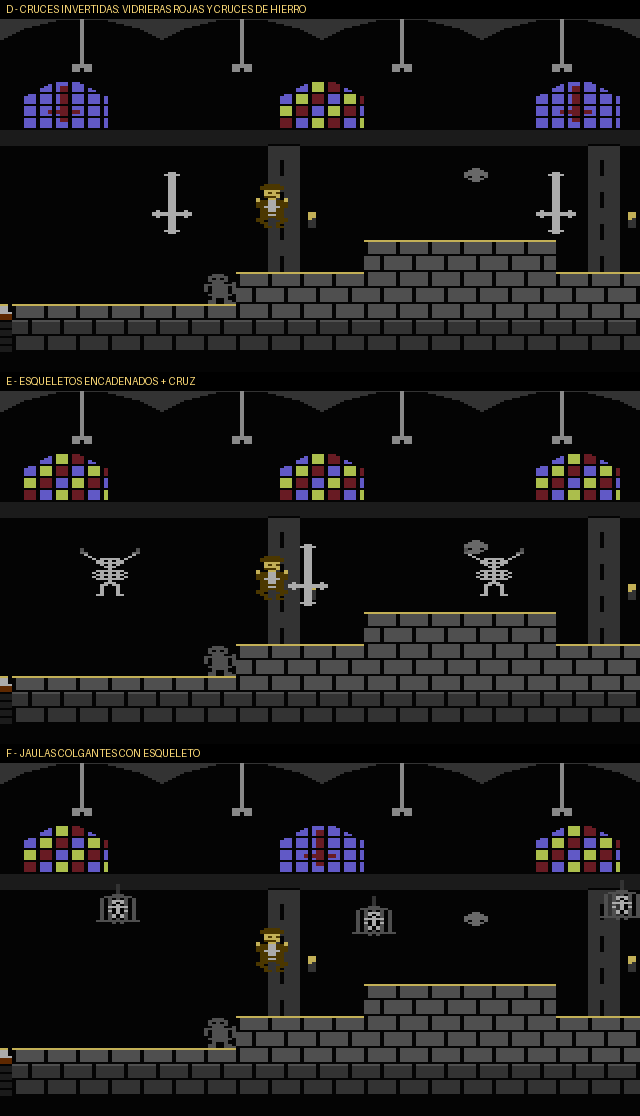 D - CRUCES INVERTIDAS: VIDRIERAS ROJAS Y CRUCES DE HIERRO
E - ESQUELETOS ENCADENADOS + CRUZ
F - JAULAS COLGANTES CON ESQUELETO